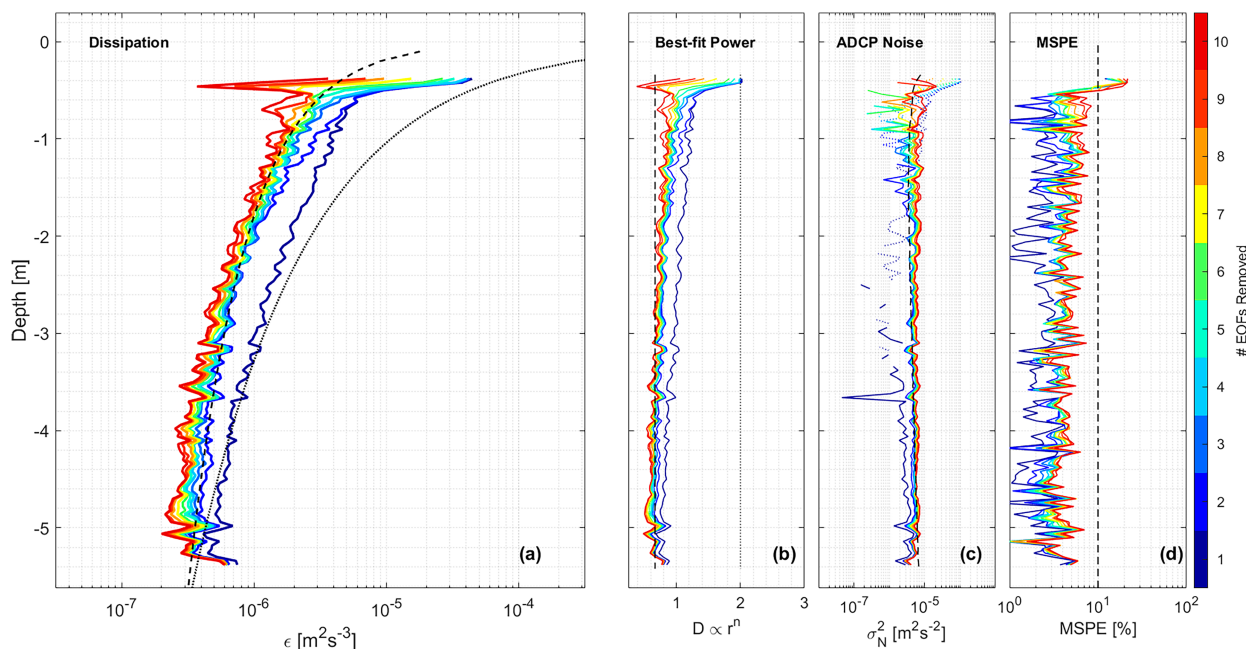 Dissipation
Best-fit Power
ADCP Noise
MSPE
0
-1
-2
-3
-4
-5
Depth [m]
(a)
(b)
(c)
(d)
10⁻⁷
10⁻⁶
10⁻⁵
10⁻⁴
ϵ [m²s⁻³]
1
2
3
D ∝ rⁿ
10⁻⁷
10⁻⁵
σ²_N [m²s⁻²]
10⁰
10¹
10²
MSPE [%]
10
9
8
7
6
5
4
3
2
1
# EOFs Removed